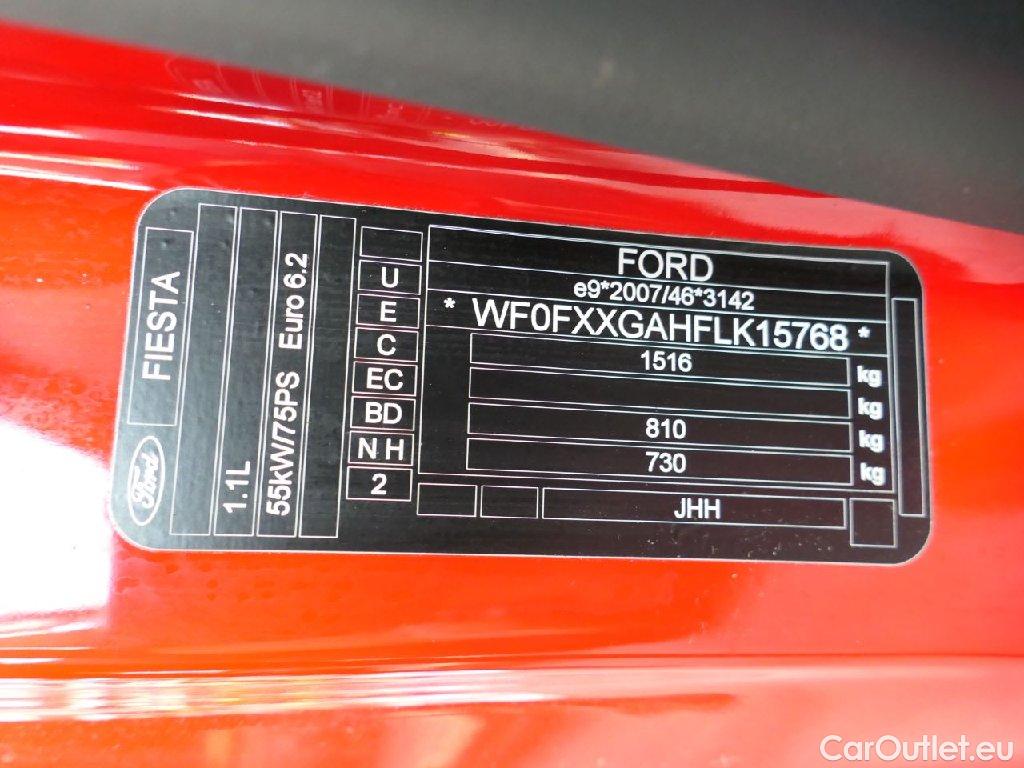 FORD
e9*2007/46*3142
* WF0FXXGAHFLK15768 *
1516 kg
kg
810 kg
730 kg
JHH
U
E
C
EC
BD
N H
2
Ford
FIESTA
1.1L
55kW/75PS Euro 6.2
CarOutlet.eu